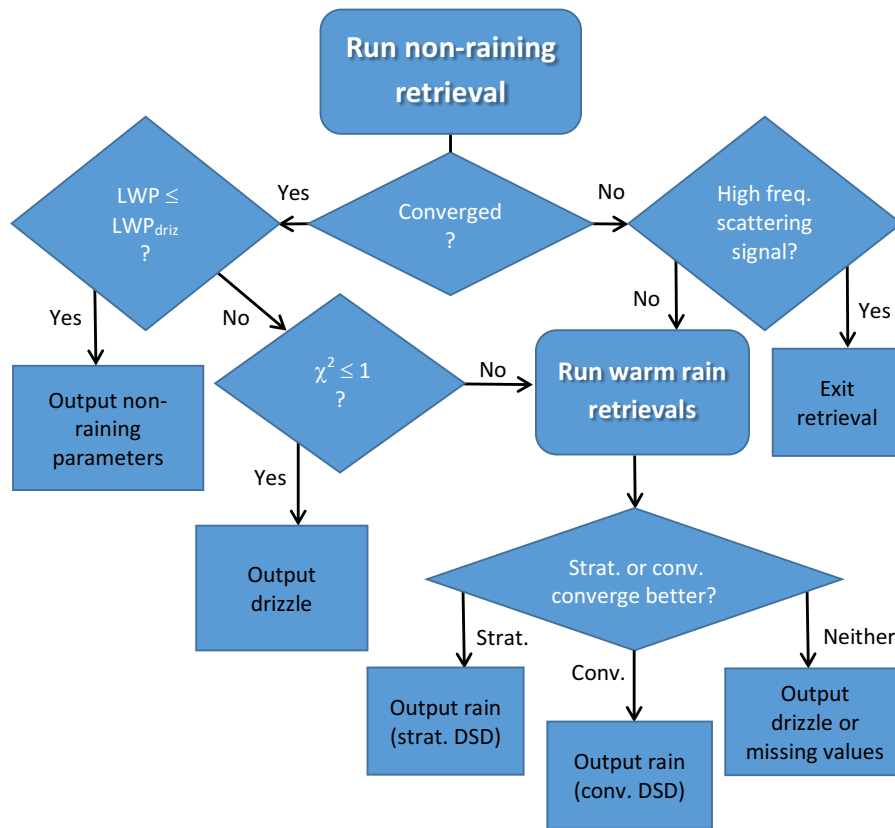 Run non-raining
retrieval
LWP ≤
LWP_driz
?
Yes
Converged
?
No
High freq.
scattering
signal?
Yes
No
No
Yes
Output non-
raining
parameters
χ² ≤ 1
?
No
Run warm rain
retrievals
Exit
retrieval
Yes
Output
drizzle
Strat. or conv.
converge better?
Strat.
Conv.
Neither
Output rain
(strat. DSD)
Output rain
(conv. DSD)
Output
drizzle or
missing values